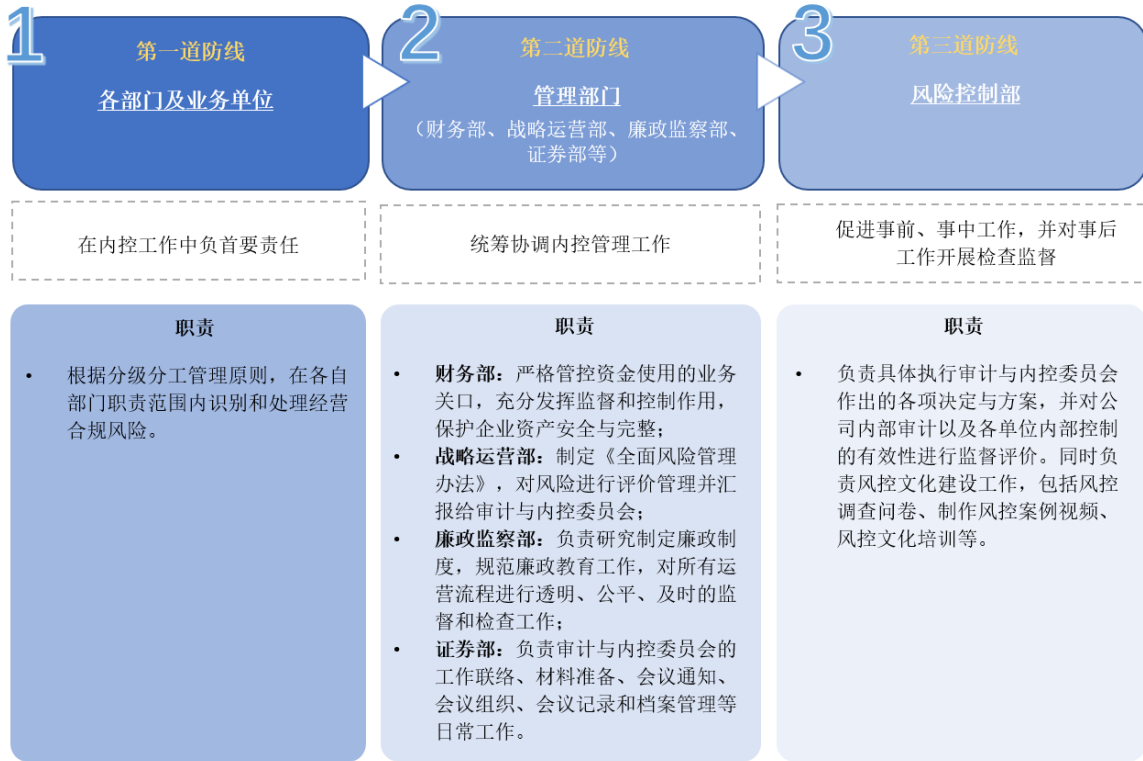 1
第一道防线
各部门及业务单位
在内控工作中负首要责任
职责
• 根据分级分工管理原则，在各自
部门职责范围内识别和处理经营
合规风险。
2
第二道防线
管理部门
（财务部、战略运营部、廉政监察部、
证券部等）
统筹协调内控管理工作
职责
• 财务部：严格管控资金使用的业务
关口，充分发挥监督和控制作用，
保护企业资产安全与完整；
• 战略运营部：制定《全面风险管理
办法》，对风险进行评价管理并汇
报给审计与内控委员会；
• 廉政监察部：负责研究制定廉政制
度，规范廉政教育工作，对所有运
营流程进行透明、公平、及时的监
督和检查工作；
• 证券部：负责审计与内控委员会的
工作联络、材料准备、会议通知、
会议组织、会议记录和档案管理等
日常工作。
3
第三道防线
风险控制部
促进事前、事中工作，并对事后
工作开展检查监督
职责
• 负责具体执行审计与内控委员会
作出的各项决定与方案，并对公
司内部审计以及各单位内部控制
的有效性进行监督评价。同时负
责风控文化建设工作，包括风控
调查问卷、制作风控案例视频、
风控文化培训等。